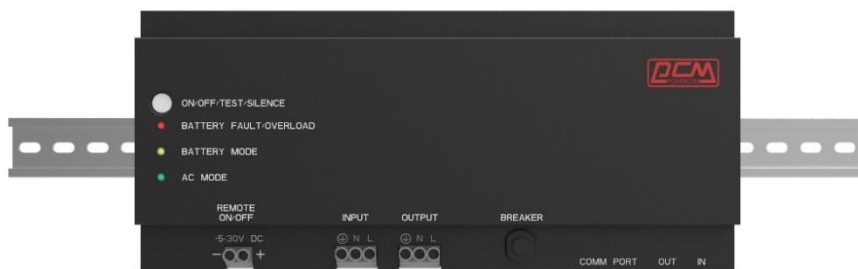 PCM
POWERCOM
ON/OFF/TEST/SILENCE
BATTERY FAULT/OVERLOAD
BATTERY MODE
AC MODE
REMOTE
ON/OFF
INPUT
OUTPUT
BREAKER
-5-30V DC
N L
N L
- +
COMM PORT
OUT
IN